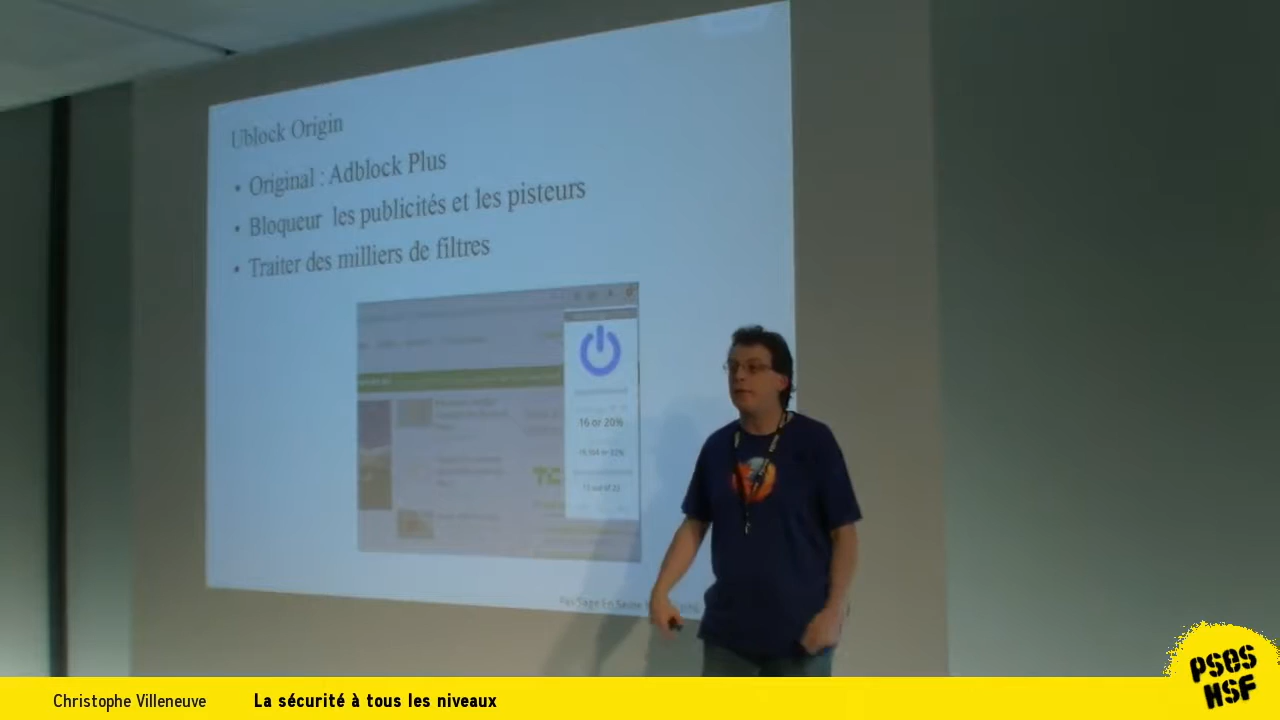 Ublock Origin
• Original : Adblock Plus
• Bloqueur les publicités et les pisteurs
• Traiter des milliers de filtres
16 or 20%
TC
Pas Sage En Seine
PSES
HSF
Christophe Villeneuve La sécurité à tous les niveaux